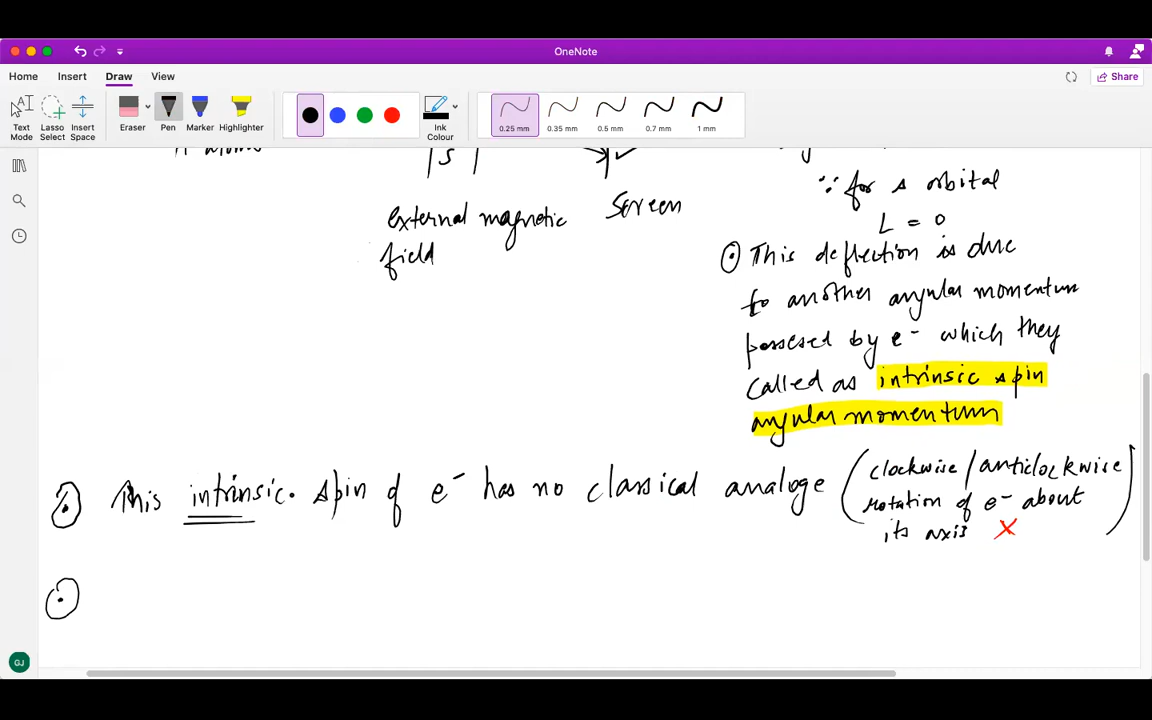 OneNote
Home Insert Draw View
Share
Text Mode
Lasso Select
Insert Space
Eraser
Pen
Marker
Highlighter
Ink Colour
0.25 mm
0.35 mm
0.5 mm
0.7 mm
1 mm
S
external magnetic
field
Screen
∵ for s orbital
L = 0
⊙ This deflection is due
to another angular momentum
possesed by e⁻ which they
called as intrinsic spin
angular momentum
⊙ This intrinsic. spin of e⁻ has no classical analoge
(clockwise/anticlockwise
rotation of e⁻ about
its axis ✗)
⊙
GJ